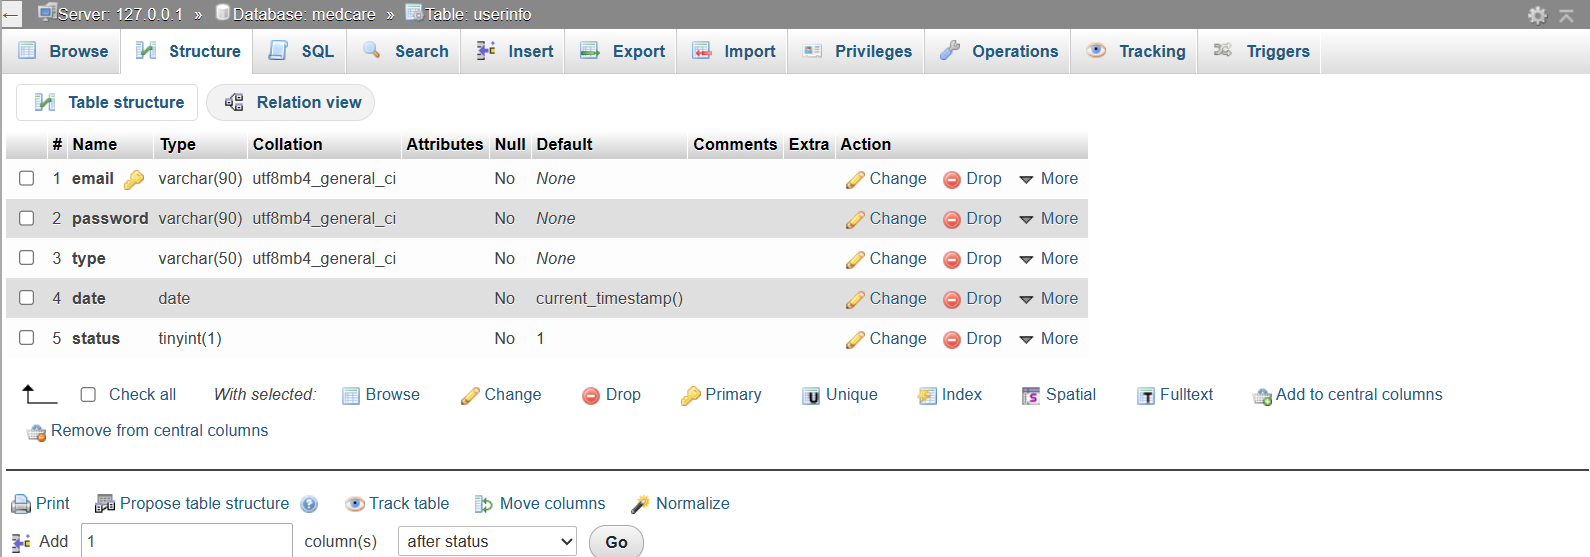 Server: 127.0.0.1 » Database: medcare » Table: userinfo
Browse Structure SQL Search Insert Export Import Privileges Operations Tracking Triggers
Table structure Relation view
# Name Type Collation Attributes Null Default Comments Extra Action
1 email varchar(90) utf8mb4_general_ci No None Change Drop More
2 password varchar(90) utf8mb4_general_ci No None Change Drop More
3 type varchar(50) utf8mb4_general_ci No None Change Drop More
4 date date No current_timestamp() Change Drop More
5 status tinyint(1) No 1 Change Drop More
Check all With selected: Browse Change Drop Primary Unique Index Spatial Fulltext Add to central columns
Remove from central columns
Print Propose table structure Track table Move columns Normalize
Add 1 column(s) after status Go